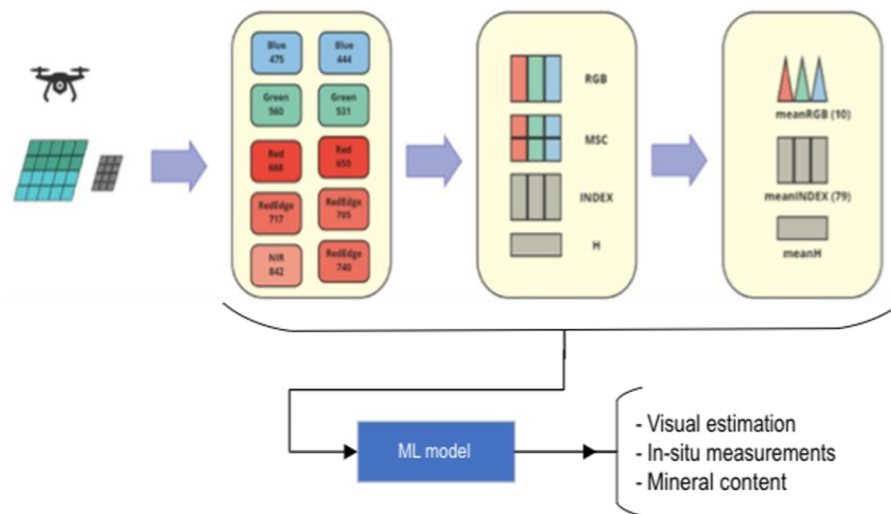 Blue
475
Blue
444
Green
560
Green
531
Red
668
Red
650
RedEdge
717
RedEdge
705
NIR
842
RedEdge
740
RGB
MSC
INDEX
H
meanRGB (10)
meanINDEX (79)
meanH
ML model
- Visual estimation
- In-situ measurements
- Mineral content